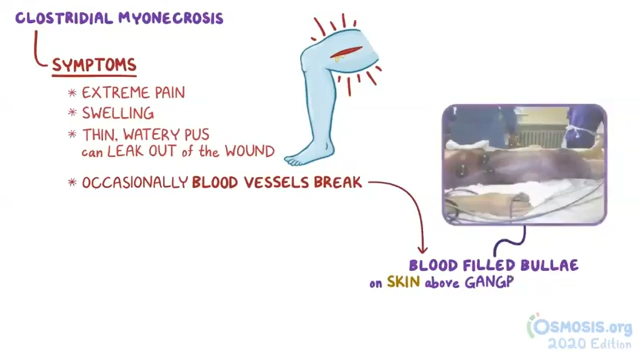 CLOSTRIDIAL MYONECROSIS
SYMPTOMS
* EXTREME PAIN
* SWELLING
* THIN, WATERY PUS
can LEAK OUT of the WOUND
* OCCASIONALLY BLOOD VESSELS BREAK
BLOOD FILLED BULLAE
on SKIN above GANGP
OSMOSIS.org
2020 Edition